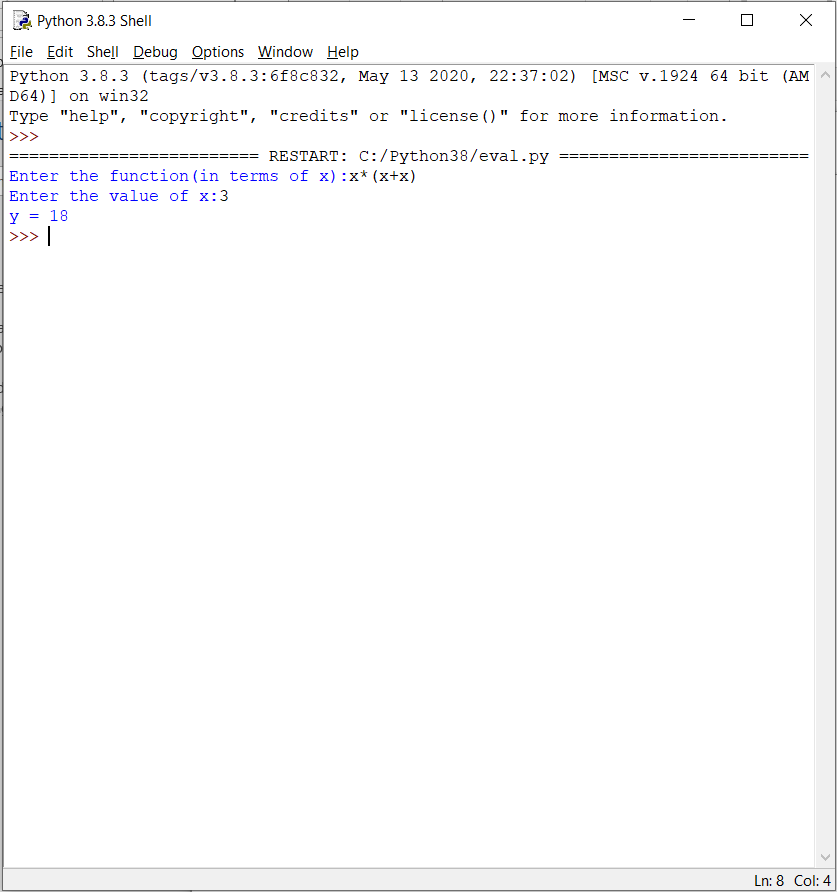 Python 3.8.3 Shell
File Edit Shell Debug Options Window Help
Python 3.8.3 (tags/v3.8.3:6f8c832, May 13 2020, 22:37:02) [MSC v.1924 64 bit (AM
D64)] on win32
Type "help", "copyright", "credits" or "license()" for more information.
>>>
========================= RESTART: C:/Python38/eval.py =========================
Enter the function(in terms of x):x*(x+x)
Enter the value of x:3
y = 18
>>>
Ln: 8 Col: 4